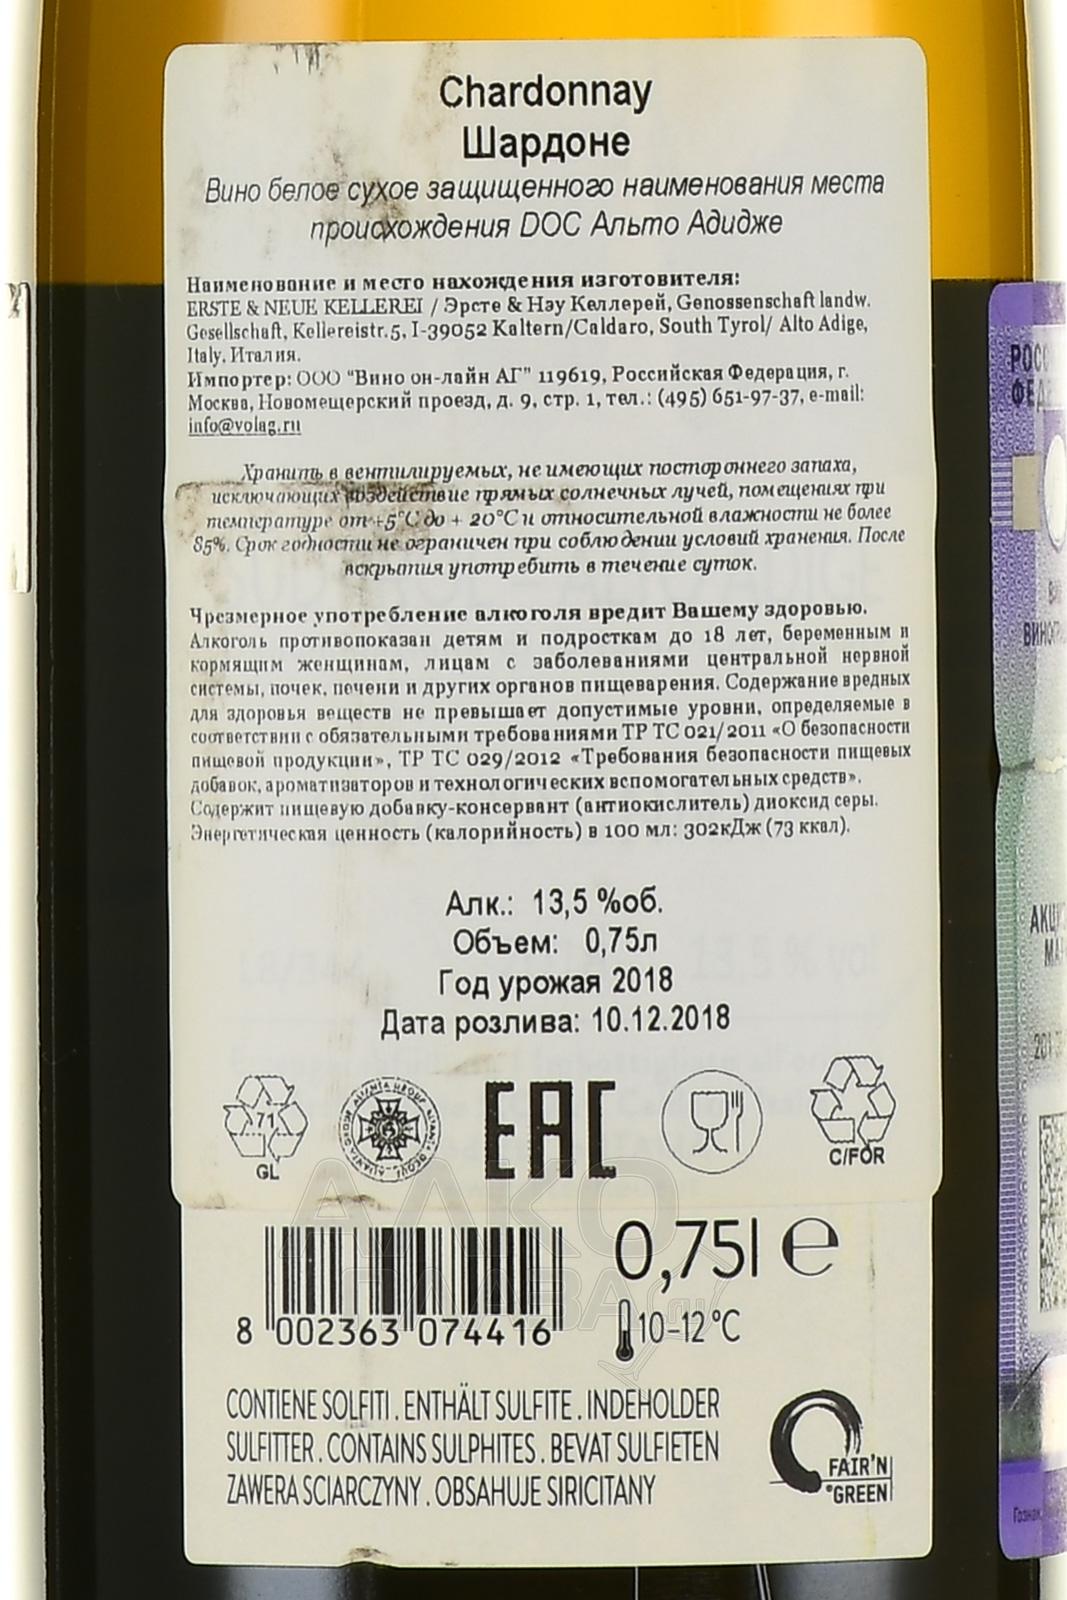 Chardonnay
Шардоне
Вино белое сухое защищенного наименования места
происхождения DOC Альто Адидже
Наименование и место нахождения изготовителя:
ERSTE & NEUE KELLEREI / Эрсте & Нэу Келлерей, Genossenschaft landw.
Gesellschaft, Kellereistr.5, I-39052 Kaltern/Caldaro, South Tyrol/ Alto Adige,
Italy. Италия.
Импортер: ООО "Вино он-лайн АГ" 119619, Российская Федерация, г.
Москва, Новомещерский проезд, д. 9, стр. 1, тел.: (495) 651-97-37, e-mail:
info@volag.ru
Хранить в вентилируемых, не имеющих постороннего запаха,
исключающих воздействие прямых солнечных лучей, помещениях при
температуре от +5°C до + 20°C и относительной влажности не более
85%. Срок годности не ограничен при соблюдении условий хранения. После
вскрытия употребить в течение суток.
Чрезмерное употребление алкоголя вредит Вашему здоровью.
Алкоголь противопоказан детям и подросткам до 18 лет, беременным и
кормящим женщинам, лицам с заболеваниями центральной нервной
системы, почек, печени и других органов пищеварения. Содержание вредных
для здоровья веществ не превышает допустимые уровни, определяемые в
соответствии с обязательными требованиями ТР ТС 021/2011 «О безопасности
пищевой продукции», ТР ТС 029/2012 «Требования безопасности пищевых
добавок, ароматизаторов и технологических вспомогательных средств».
Содержит пищевую добавку-консервант (антиокислитель) диоксид серы.
Энергетическая ценность (калорийность) в 100 мл: 302кДж (73 ккал).
Алк.: 13,5 %об.
Объем: 0,75л
Год урожая 2018
Дата розлива: 10.12.2018
71
GL
ЕАС
C/FOR
0,75l e
8 002363 074416
10-12°C
CONTIENE SOLFITI . ENTHÄLT SULFITE . INDEHOLDER
SULFITTER . CONTAINS SULPHITES . BEVAT SULFIETEN
ZAWERA SCIARCZYNY . OBSAHUJE SIRICITANY
FAIR'N
GREEN
АЛКО
ПЛАВА.ru